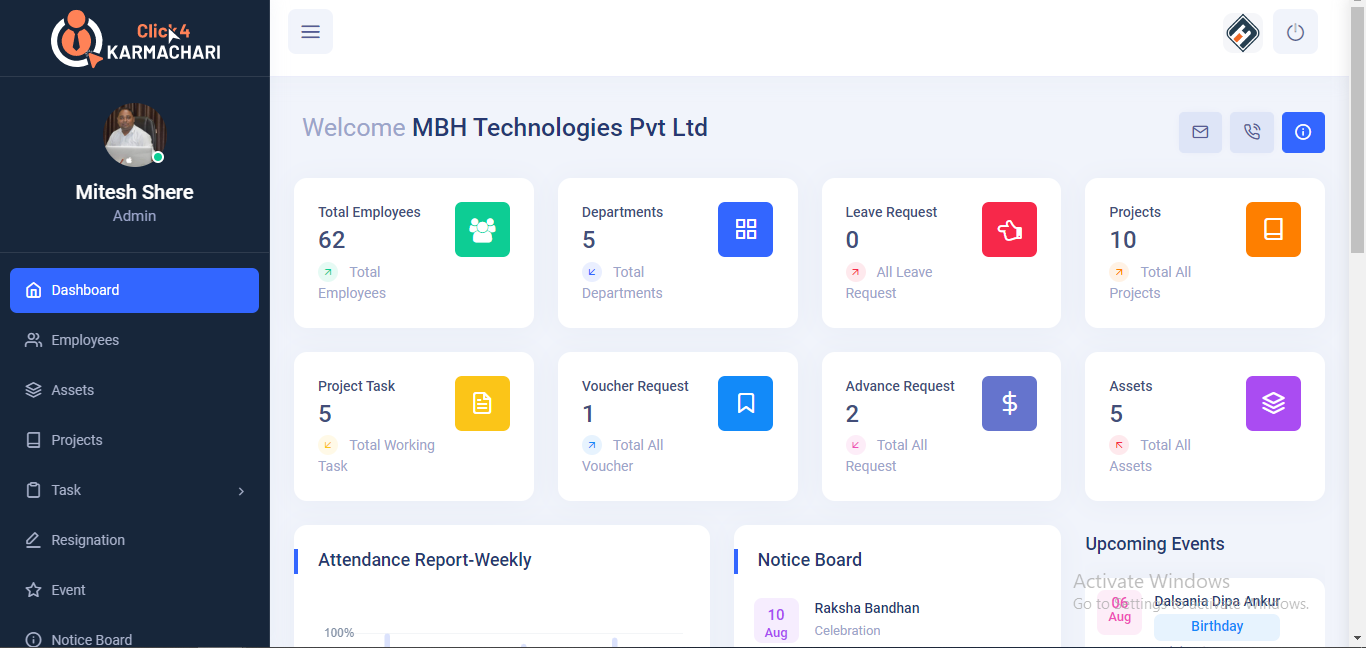 Click4
KARMACHARI
Mitesh Shere
Admin
Dashboard
Employees
Assets
Projects
Task
Resignation
Event
Notice Board
Welcome MBH Technologies Pvt Ltd
Total Employees
62
Total
Employees
Departments
5
Total
Departments
Leave Request
0
All Leave
Request
Projects
10
Total All
Projects
Project Task
5
Total Working
Task
Voucher Request
1
Total All
Voucher
Advance Request
2
Total All
Request
Assets
5
Total All
Assets
Attendance Report-Weekly
100%
Notice Board
10
Aug
Raksha Bandhan
Celebration
Upcoming Events
06
Aug
Dalsania Dipa Ankur
Birthday
Activate Windows
Go to Settings to activate Windows.